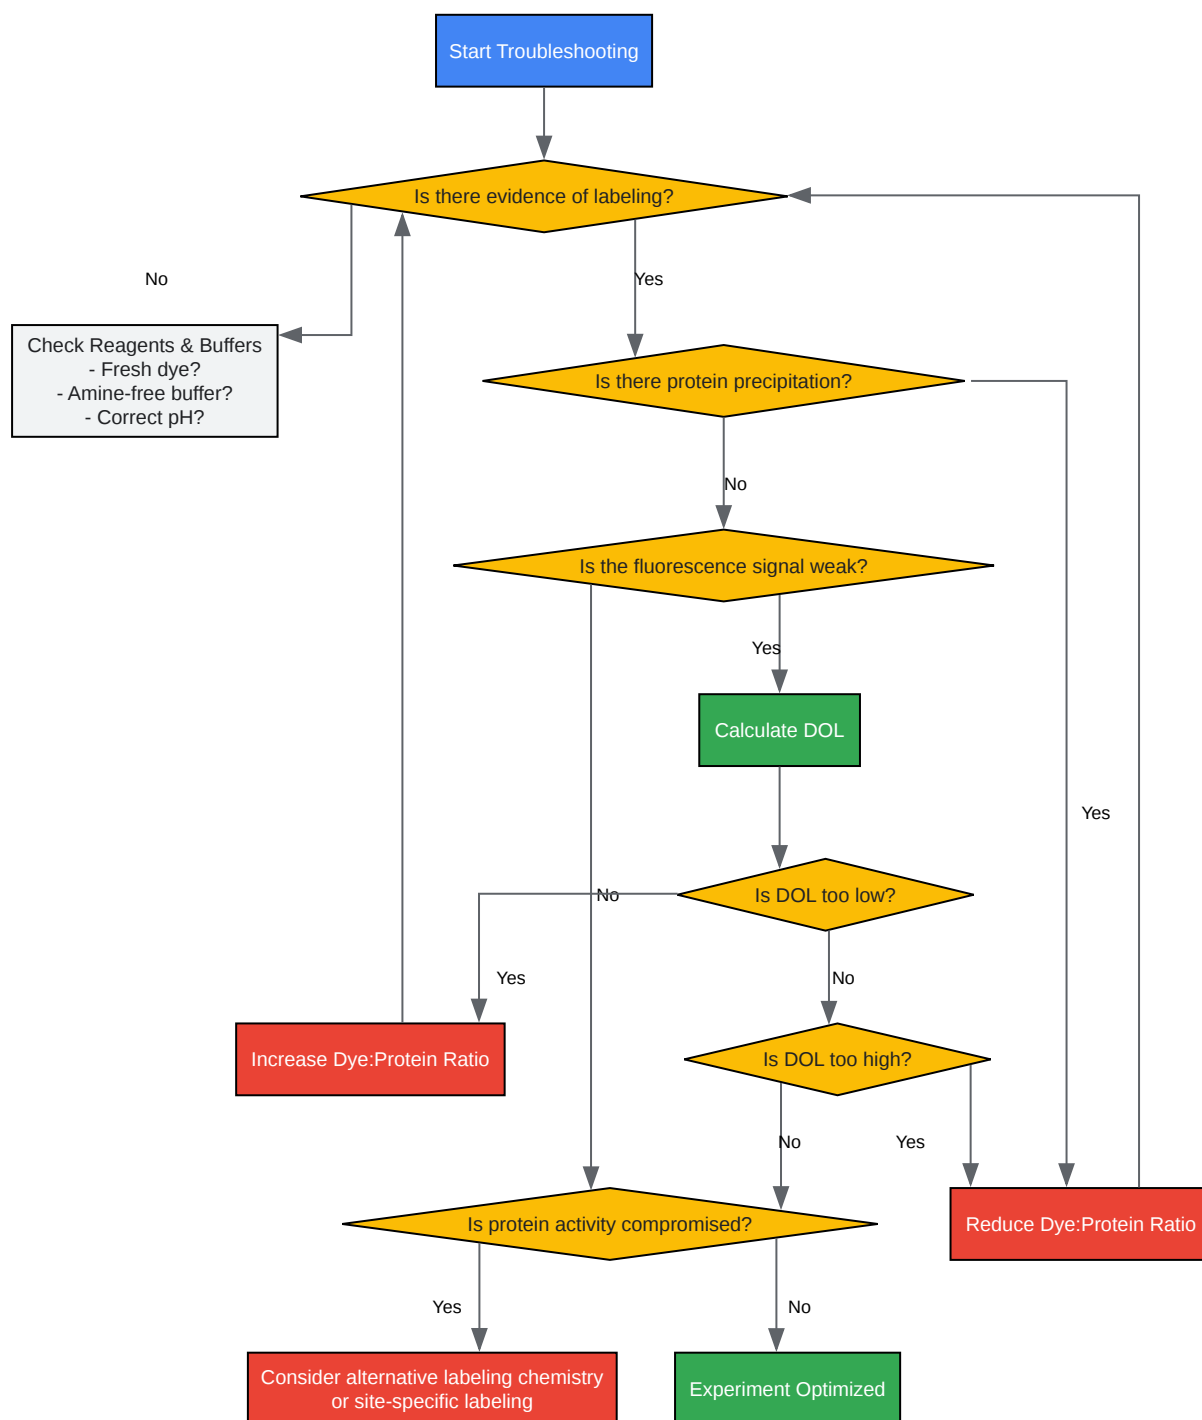 Start Troubleshooting
Is there evidence of labeling?
No
Yes
Check Reagents & Buffers
- Fresh dye?
- Amine-free buffer?
- Correct pH?
Is there protein precipitation?
No
Is the fluorescence signal weak?
Yes
Calculate DOL
Yes
No
Is DOL too low?
Yes
No
Increase Dye:Protein Ratio
Is DOL too high?
No
Yes
Is protein activity compromised?
Reduce Dye:Protein Ratio
Yes
No
Consider alternative labeling chemistry
or site-specific labeling
Experiment Optimized